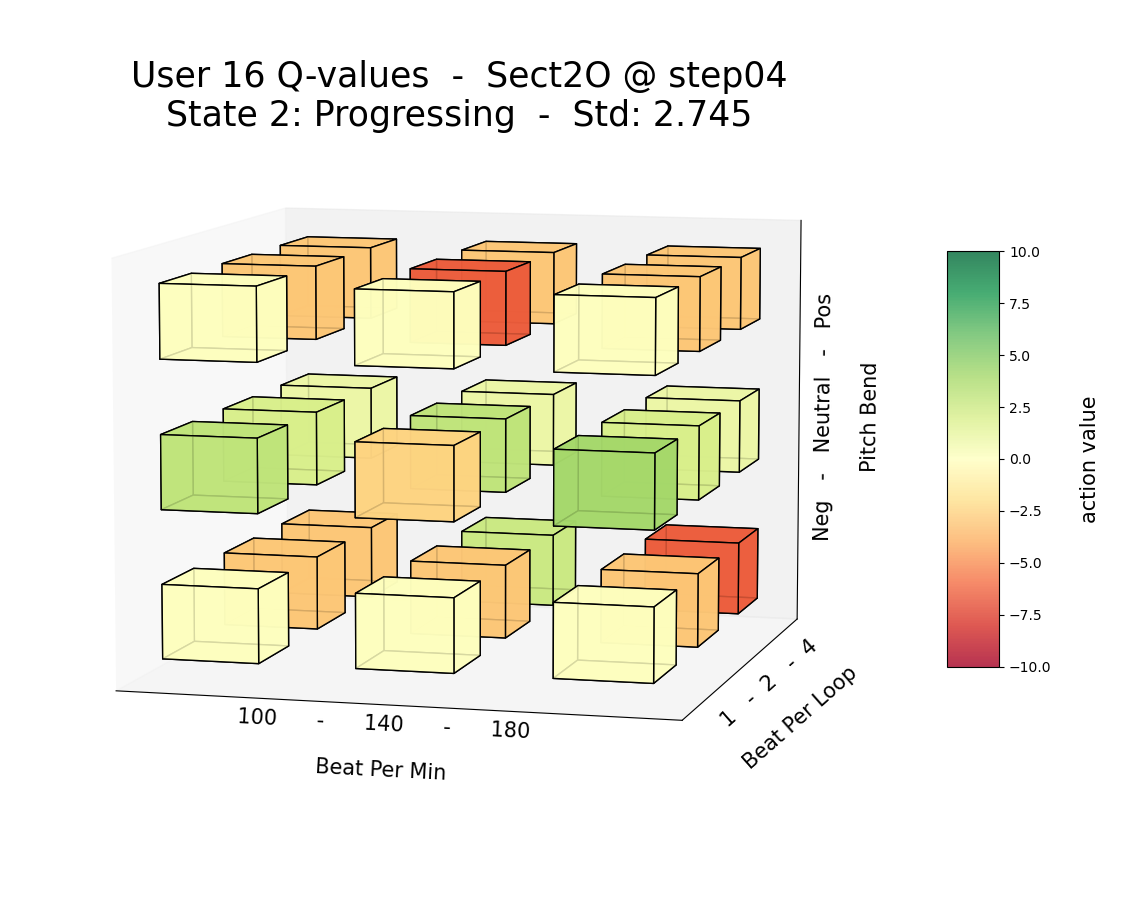 User 16 Q-values  -  Sect2O @ step04
State 2: Progressing  -  Std: 2.745
Neg   -   Neutral   -   Pos
Pitch Bend
1  -  2  -  4
Beat Per Loop
100      -      140      -      180
Beat Per Min
10.0
7.5
5.0
2.5
0.0
−2.5
−5.0
−7.5
−10.0
action value